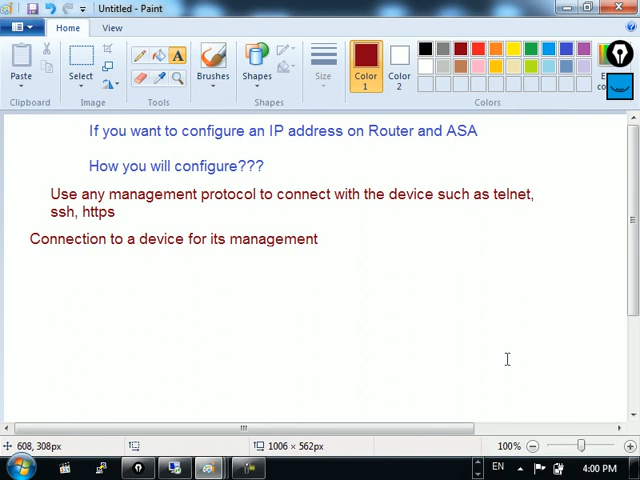 Untitled - Paint
Home
View
Paste
Select
Brushes
Shapes
Size
Color
1
Color
2
E
co
Clipboard
Image
Tools
Shapes
Colors
If you want to configure an IP address on Router and ASA
How you will configure???
Use any management protocol to connect with the device such as telnet,
ssh, https
Connection to a device for its management
608, 308px
1006 × 562px
100%
EN
4:00 PM